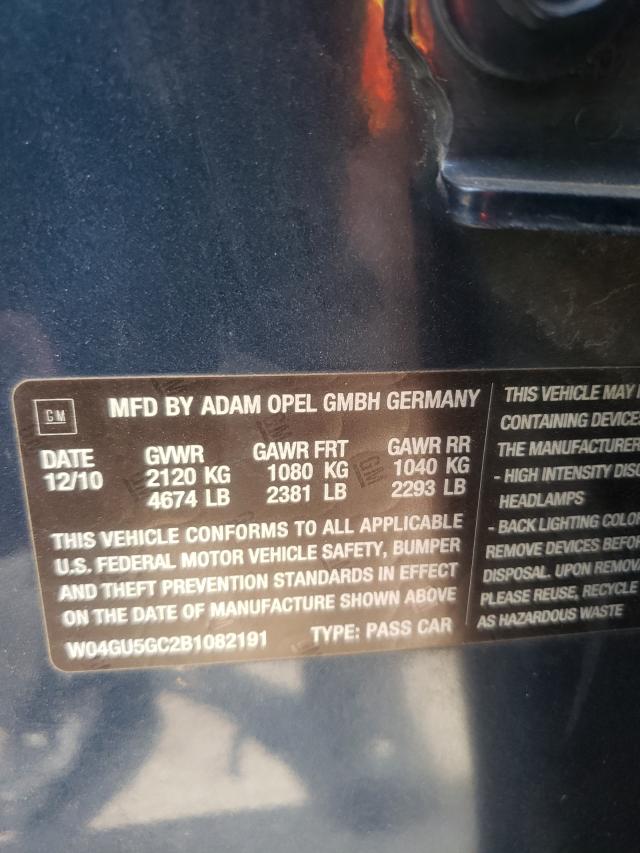 GM
MFD BY ADAM OPEL GMBH GERMANY
DATE GVWR GAWR FRT GAWR RR
12/10 2120 KG 1080 KG 1040 KG
4674 LB 2381 LB 2293 LB
THIS VEHICLE CONFORMS TO ALL APPLICABLE
U.S. FEDERAL MOTOR VEHICLE SAFETY, BUMPER
AND THEFT PREVENTION STANDARDS IN EFFECT
ON THE DATE OF MANUFACTURE SHOWN ABOVE
W04GU5GC2B1082191 TYPE: PASS CAR
THIS VEHICLE MAY
CONTAINING DEVICES
THE MANUFACTURER
- HIGH INTENSITY DISC
HEADLAMPS
- BACK LIGHTING COLO
REMOVE DEVICES BEFOR
DISPOSAL. UPON REMOVA
PLEASE REUSE, RECYCLE
AS HAZARDOUS WASTE